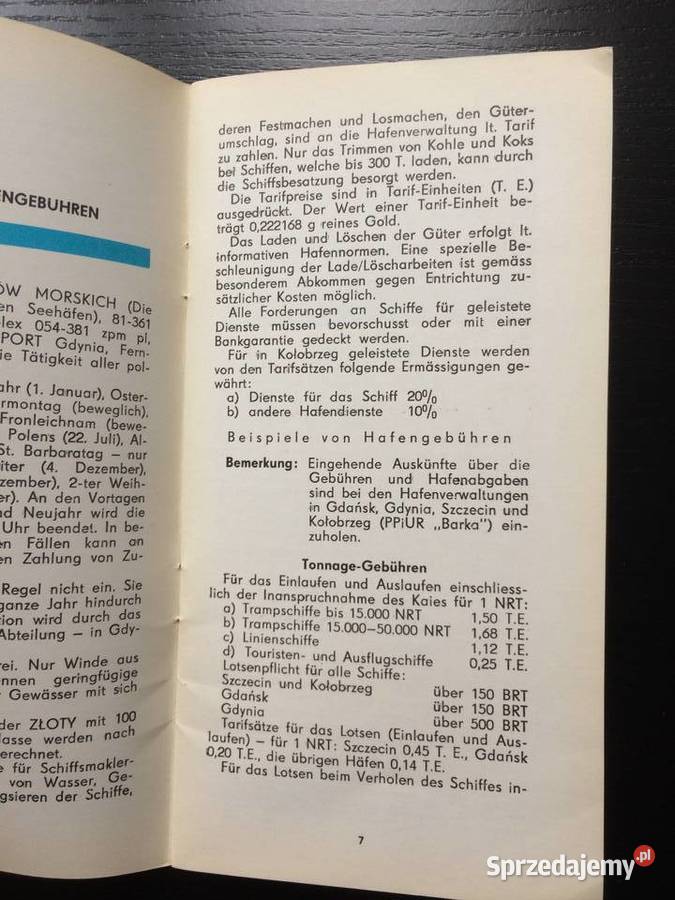 ENGEBUHREN
ÓW MORSKICH (Die
en Seehäfen), 81-361
elex 054-381 zpm pl,
PORT Gdynia, Fern-
ie Tätigkeit aller pol-
ahr (1. Januar), Oster-
rmontag (beweglich),
Fronleichnam (bewe-
Polens (22. Juli), Al-
St. Barbaratag – nur
iter (4. Dezember),
zember), 2-ter Weih-
er). An den Vortagen
nd Neujahr wird die
Uhr beendet. In be-
en Fällen kann an
en Zahlung von Zu-
Regel nicht ein. Sie
ganze Jahr hindurch
tion wird durch das
Abteilung – in Gdy-
rei. Nur Winde aus
nnen geringfügige
r Gewässer mit sich
der ZŁOTY mit 100
lasse werden nach
erechnet.
e für Schiffsmakler-
von Wasser, Ge-
gsieren der Schiffe,
deren Festmachen und Losmachen, den Güter-
umschlag, sind an die Hafenverwaltung lt. Tarif
zu zahlen. Nur das Trimmen von Kohle und Koks
bei Schiffen, welche bis 300 T. laden, kann durch
die Schiffsbesatzung besorgt werden.
Die Tarifpreise sind in Tarif-Einheiten (T. E.)
ausgedrückt. Der Wert einer Tarif-Einheit be-
trägt 0,222168 g reines Gold.
Das Laden und Löschen der Güter erfolgt lt.
informativen Hafennormen. Eine spezielle Be-
schleunigung der Lade/Löscharbeiten ist gemäss
besonderem Abkommen gegen Entrichtung zu-
sätzlicher Kosten möglich.
Alle Forderungen an Schiffe für geleistete
Dienste müssen bevorschusst oder mit einer
Bankgarantie gedeckt werden.
Für in Kołobrzeg geleistete Dienste werden
von den Tarifsätzen folgende Ermässigungen ge-
währt:
a) Dienste für das Schiff 20%
b) andere Hafendienste 10%
Beispiele von Hafengebühren
Bemerkung: Eingehende Auskünfte über die
Gebühren und Hafenabgaben
sind bei den Hafenverwaltungen
in Gdańsk, Gdynia, Szczecin und
Kołobrzeg (PPiUR „Barka") ein-
zuholen.
Tonnage-Gebühren
Für das Einlaufen und Auslaufen einschliess-
lich der Inanspruchnahme des Kaies für 1 NRT:
a) Trampschiffe bis 15.000 NRT 1,50 T.E.
b) Trampschiffe 15.000—50.000 NRT 1,68 T.E.
c) Linienschiffe 1,12 T.E.
d) Touristen- und Ausflugschiffe 0,25 T.E.
Lotsenpflicht für alle Schiffe:
Szczecin und Kołobrzeg über 150 BRT
Gdańsk über 150 BRT
Gdynia über 500 BRT
Tarifsätze für das Lotsen (Einlaufen und Aus-
laufen) – für 1 NRT: Szczecin 0,45 T. E., Gdańsk
0,20 T.E., die übrigen Häfen 0,14 T.E.
Für das Lotsen beim Verholen des Schiffes in-
7
Sprzedajemy.pl